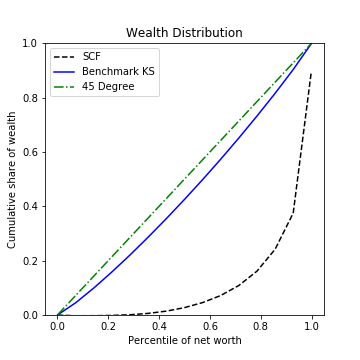 Wealth Distribution
SCF
Benchmark KS
45 Degree
Cumulative share of wealth
1.0
0.8
0.6
0.4
0.2
0.0
0.0 0.2 0.4 0.6 0.8 1.0
Percentile of net worth